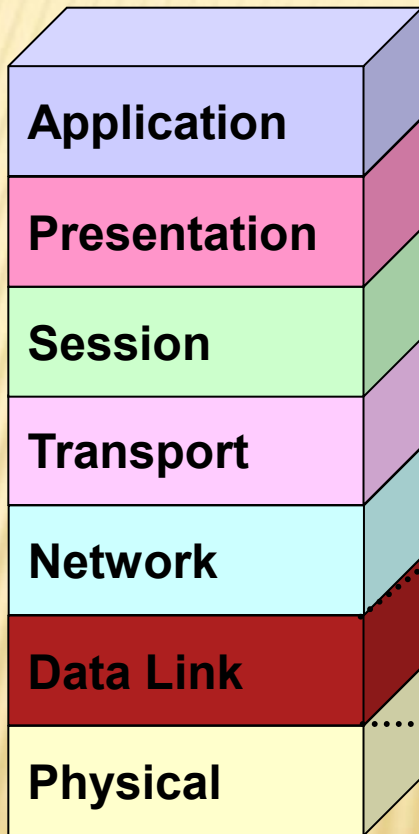 Application
Presentation
Session
Transport
Network
Data Link
Physical